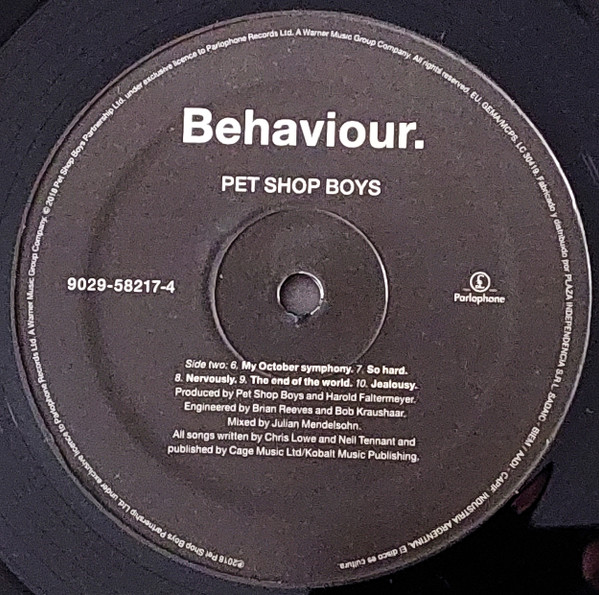 Behaviour.
PET SHOP BOYS
9029-58217-4
£
Parlophone
Side two: 6. My October symphony. 7. So hard.
8. Nervously. 9. The end of the world. 10. Jealousy.
Produced by Pet Shop Boys and Harold Faltermeyer.
Engineered by Brian Reeves and Bob Kraushaar.
Mixed by Julian Mendelsohn.
All songs written by Chris Lowe and Neil Tennant and
published by Cage Music Ltd/Kobalt Music Publishing.
℗2018 Pet Shop Boys Partnership Ltd. under exclusive licence to Parlophone Records Ltd. A Warner Music Group Company. © 2018 Pet Shop Boys Partnership Ltd. under exclusive licence to Parlophone Records Ltd. A Warner Music Group Company. All rights reserved. EU. GEMA/MCPS. LC 30419. Fabricado y distribuido por PLAZA INDEPENDENCIA S.R.L. SADAIC BIEM AADI CAPIF INDUSTRIA ARGENTINA. El disco es cultura